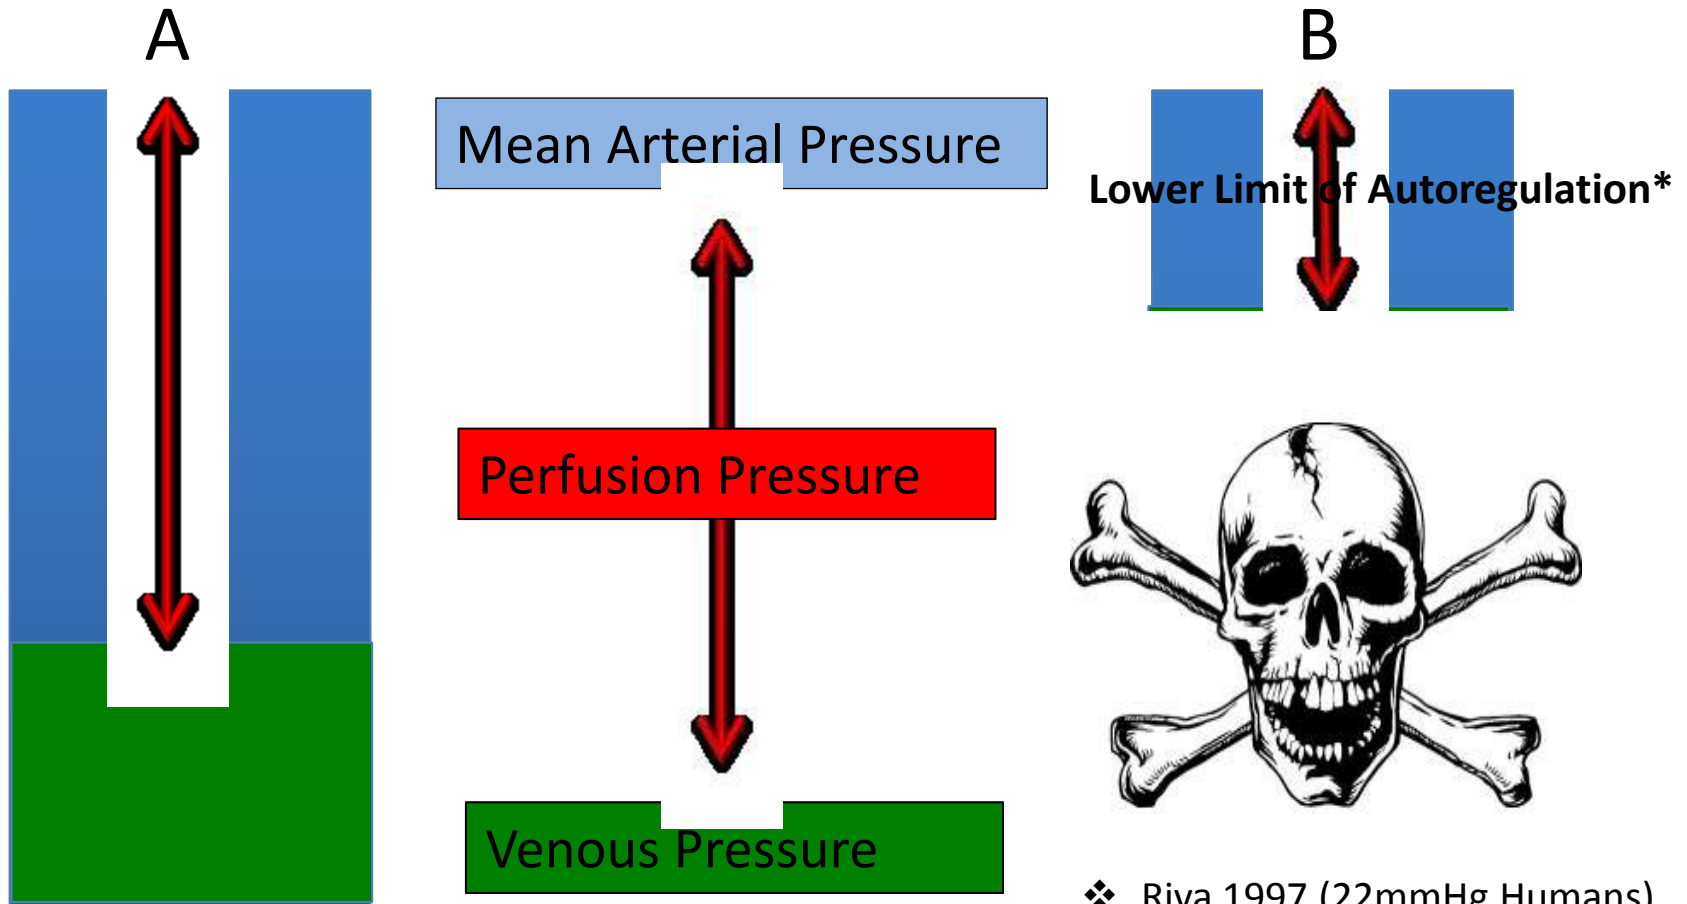 A
B
Mean Arterial Pressure
Lower Limit of Autoregulation*
Perfusion Pressure
Venous Pressure
❖ Riva 1997 (22mmHg Humans)